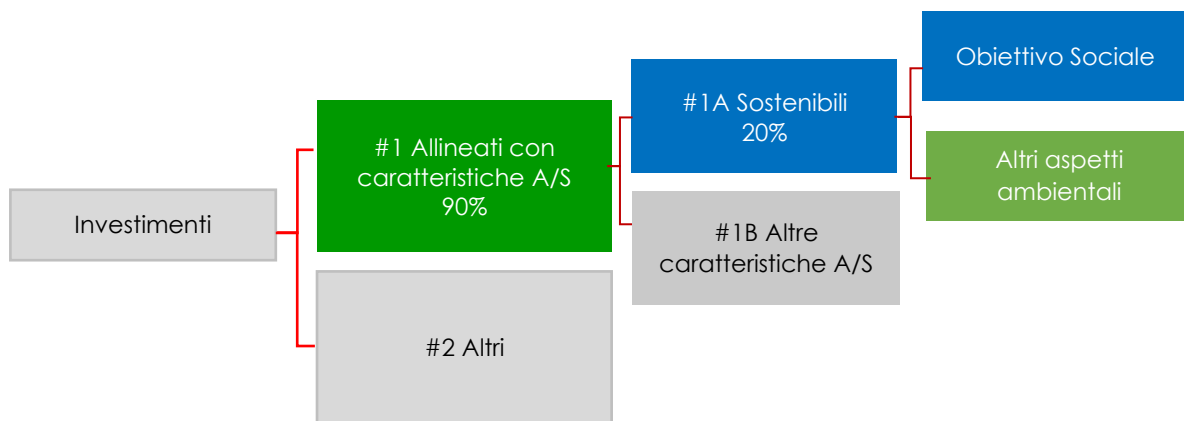 Investimenti
#1 Allineati con
caratteristiche A/S
90%
#2 Altri
#1A Sostenibili
20%
#1B Altre
caratteristiche A/S
Obiettivo Sociale
Altri aspetti
ambientali